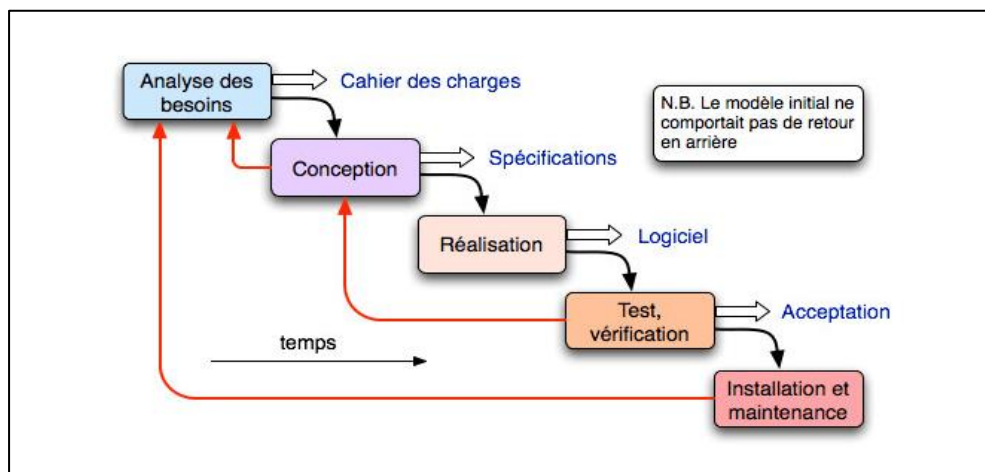 Analyse des
besoins
Cahier des charges
N.B. Le modèle initial ne
comportait pas de retour
en arrière
Conception
Spécifications
Réalisation
Logiciel
Test,
vérification
Acceptation
temps
Installation et
maintenance